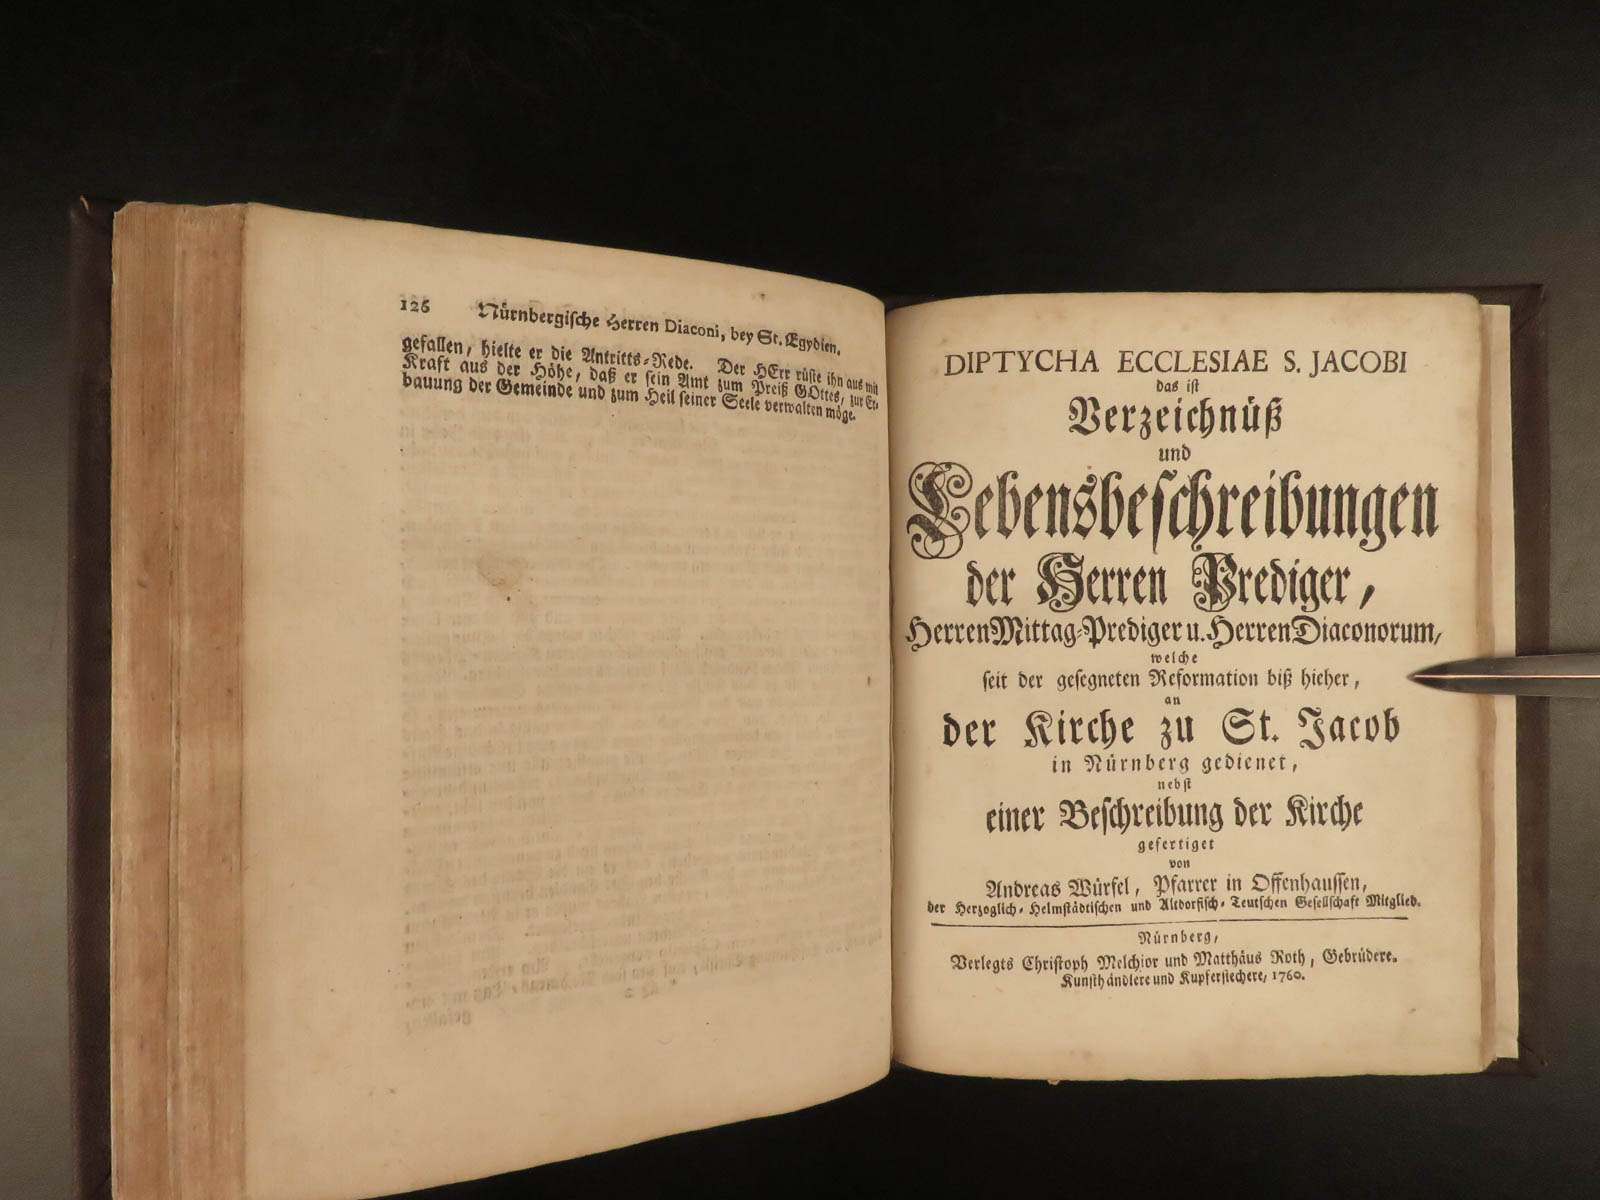 126 Nürnbergische Herren Diaconi, bey St. Ægydien.
gefallen, hielte er die Antritts-Rede. Der HErr rüste ihn aus mit
Kraft aus der Höhe, daß er sein Amt zum Preiß GOttes, zur Er-
bauung der Gemeinde und zum Heil seiner Seele verwalten möge.
DIPTYCHA ECCLESIAE S. JACOBI
das ist
Verzeichnüß
und
Lebensbeschreibungen
der Herren Prediger,
Herren Mittag-Prediger u. Herren Diaconorum,
welche
seit der gesegneten Reformation biß hieher,
an
der Kirche zu St. Jacob
in Nürnberg gedienet,
nebst
einer Beschreibung der Kirche
gefertiget
von
Andreas Würfel, Pfarrer in Offenhaussen,
der Herzoglich-Helmstädtischen und Altdorfisch-Teutschen Gesellschaft Mitglied.
Nürnberg,
Verlegts Christoph Melchior und Matthäus Roth, Gebrüdere.
Kunsthändlere und Kupferstechere, 1760.